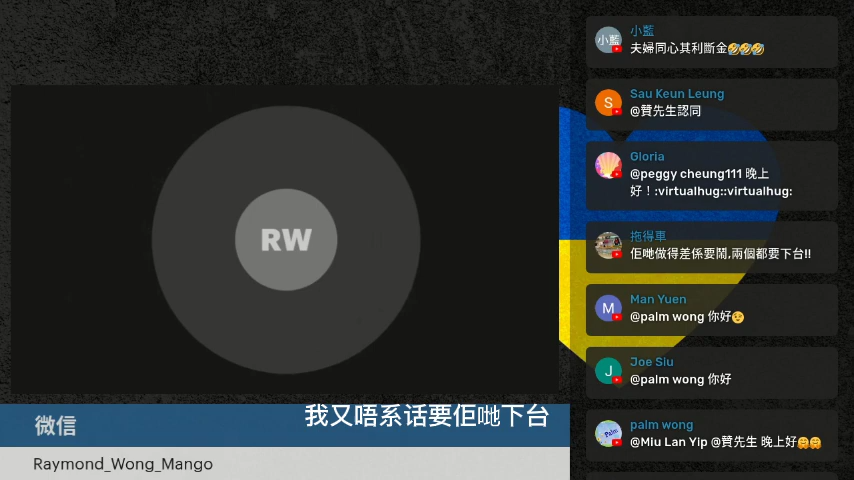 RW
我又唔系话要佢哋下台
微信
Raymond_Wong_Mango
小藍
小藍
夫婦同心其利斷金🤣🤣🤣
S
Sau Keun Leung
@贊先生認同
Gloria
@peggy cheung111 晚上
好！:virtualhug::virtualhug:
拖得車
佢哋做得差係要鬧,兩個都要下台!!
M
Man Yuen
@palm wong 你好😉
J
Joe Siu
@palm wong 你好
Palm
palm wong
@Miu Lan Yip @贊先生 晚上好🤗🤗